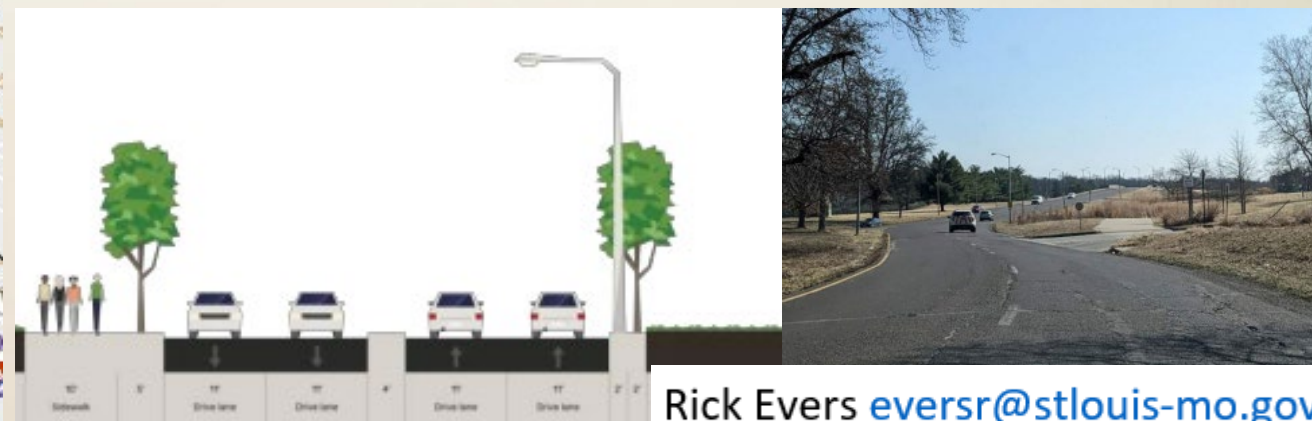 10' 5' 11' 11' 4' 11' 11' 2' 2'
Sidewalk Drive lane Drive lane Drive lane Drive lane
Rick Evers eversr@stlouis-mo.gov